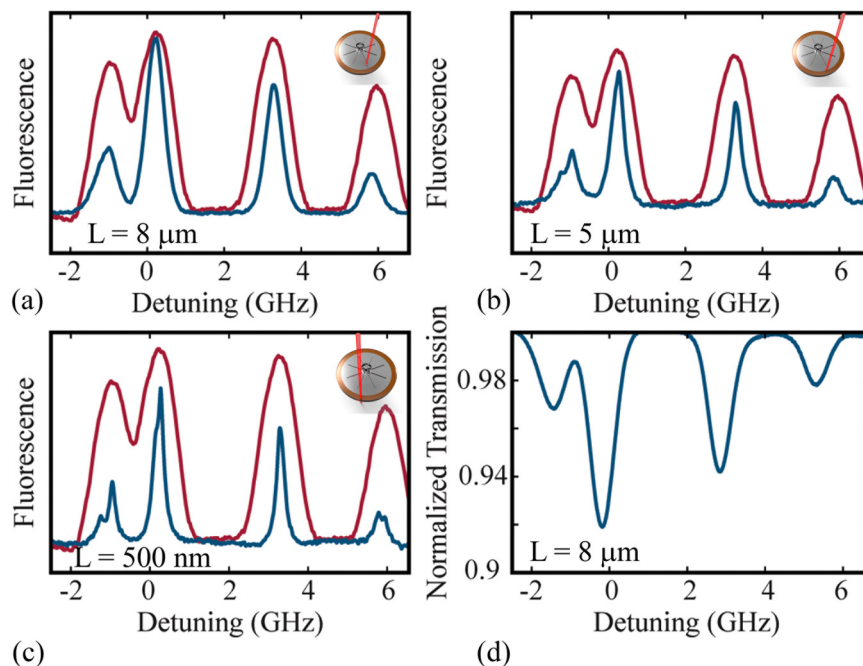 Fluorescence
L = 8 μm
-2 0 2 4 6
(a) Detuning (GHz)
Fluorescence
L = 5 μm
-2 0 2 4 6
(b) Detuning (GHz)
Fluorescence
L = 500 nm
-2 0 2 4 6
Detuning (GHz)
(c)
Normalized Transmission
0.98
0.94
0.9
L = 8 μm
-2 0 2 4 6
Detuning (GHz)
(d)